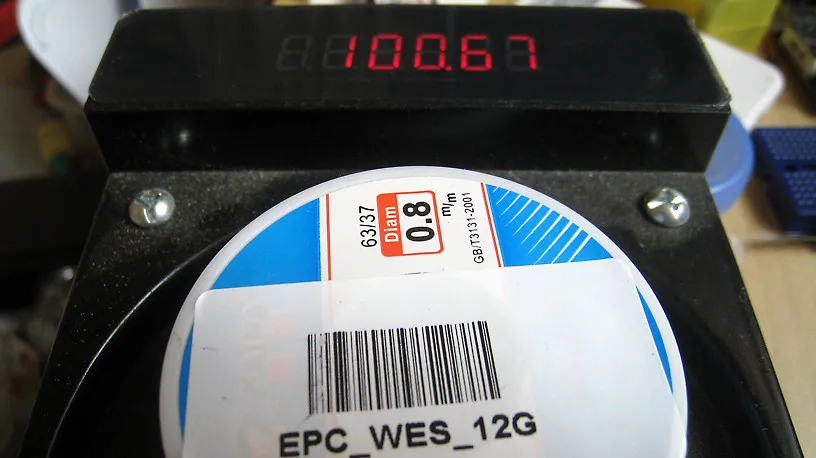 100.67
63/37
Diam
0.8
m/m
GB/T3131-2001
EPC_WES_12G